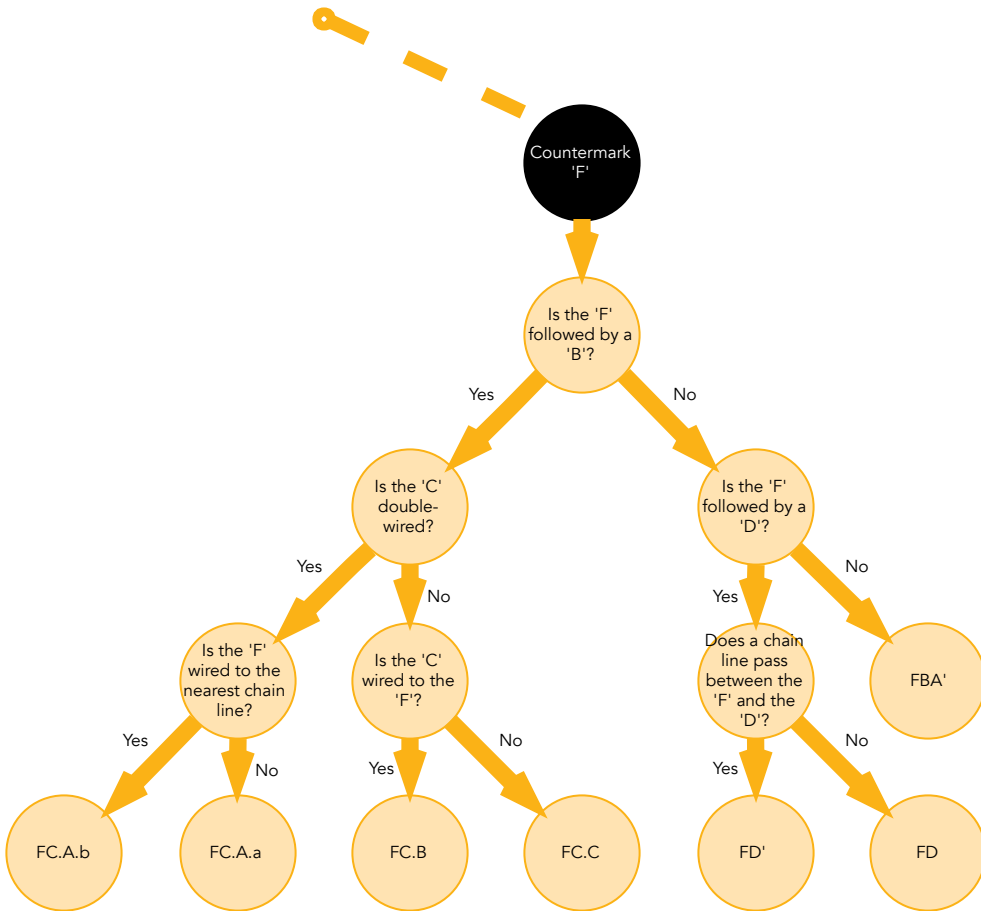 Countermark
'F'
Is the 'F'
followed by a
'B'?
Yes
No
Is the 'C'
double-
wired?
Is the 'F'
followed by a
'D'?
Yes
No
Yes
No
Is the 'F'
wired to the
nearest chain
line?
Is the 'C'
wired to the
'F'?
Does a chain
line pass
between the
'F' and the
'D'?
FBA'
Yes
No
Yes
No
Yes
No
FC.A.b
FC.A.a
FC.B
FC.C
FD'
FD